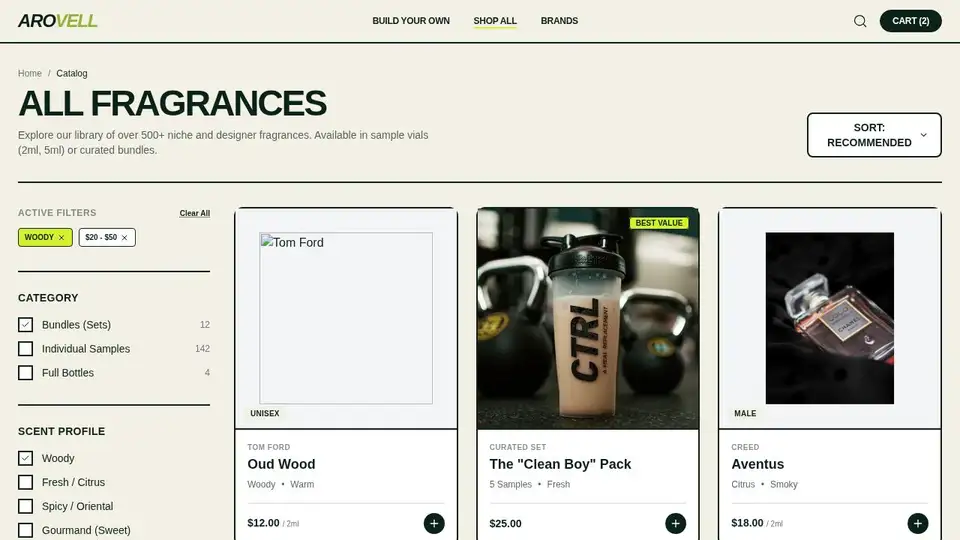 AROVELL
BUILD YOUR OWN
SHOP ALL
BRANDS
CART (2)
Home / Catalog
ALL FRAGRANCES
Explore our library of over 500+ niche and designer fragrances. Available in sample vials
(2ml, 5ml) or curated bundles.
SORT:
RECOMMENDED
ACTIVE FILTERS
Clear All
WOODY ×
$20 - $50 ×
CATEGORY
Bundles (Sets) 12
Individual Samples 142
Full Bottles 4
SCENT PROFILE
Woody
Fresh / Citrus
Spicy / Oriental
Gourmand (Sweet)
Tom Ford
UNISEX
TOM FORD
Oud Wood
Woody • Warm
$12.00 / 2ml
BEST VALUE
CTRL
A MEAL REPLACEMENT
CURATED SET
The "Clean Boy" Pack
5 Samples • Fresh
$25.00
COCO
CHANEL
MALE
CREED
Aventus
Citrus • Smoky
$18.00 / 2ml